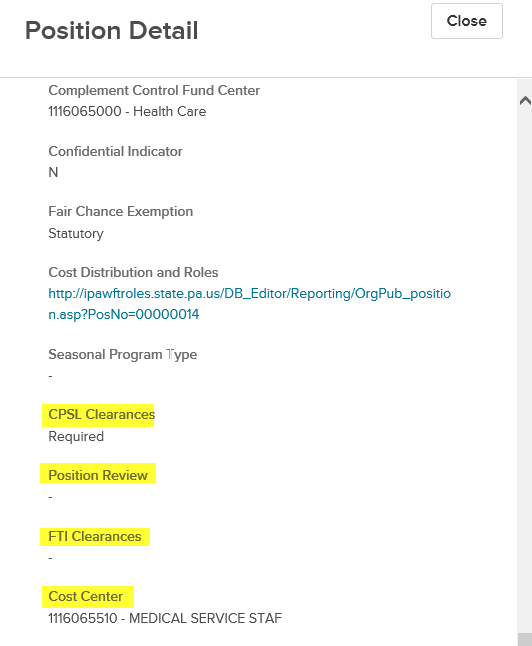 Position Detail
Close
Complement Control Fund Center
1116065000 - Health Care
Confidential Indicator
N
Fair Chance Exemption
Statutory
Cost Distribution and Roles
http://ipawftroles.state.pa.us/DB_Editor/Reporting/OrgPub_positio
n.asp?PosNo=00000014
Seasonal Program Type
-
CPSL Clearances
Required
Position Review
-
FTI Clearances
-
Cost Center
1116065510 - MEDICAL SERVICE STAF